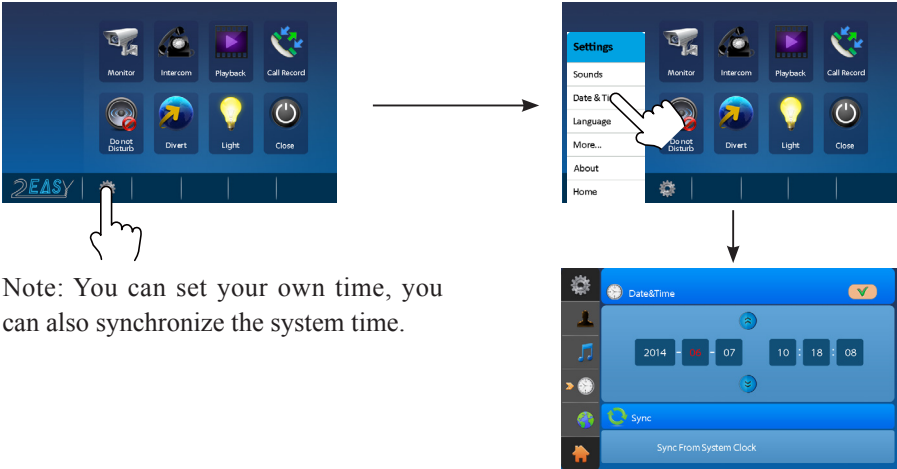 Monitor Intercom Playback Call Record
Do not
Disturb Divert Light Close
2EASY
Note: You can set your own time, you
can also synchronize the system time.
Settings
Sounds
Date & Ti
Language
More...
About
Home
Monitor Intercom Playback Call Record
o not
Disturb Divert Light Close
Date&Time
2014 - 06 - 07 10 : 18 : 08
Sync
Sync From System Clock